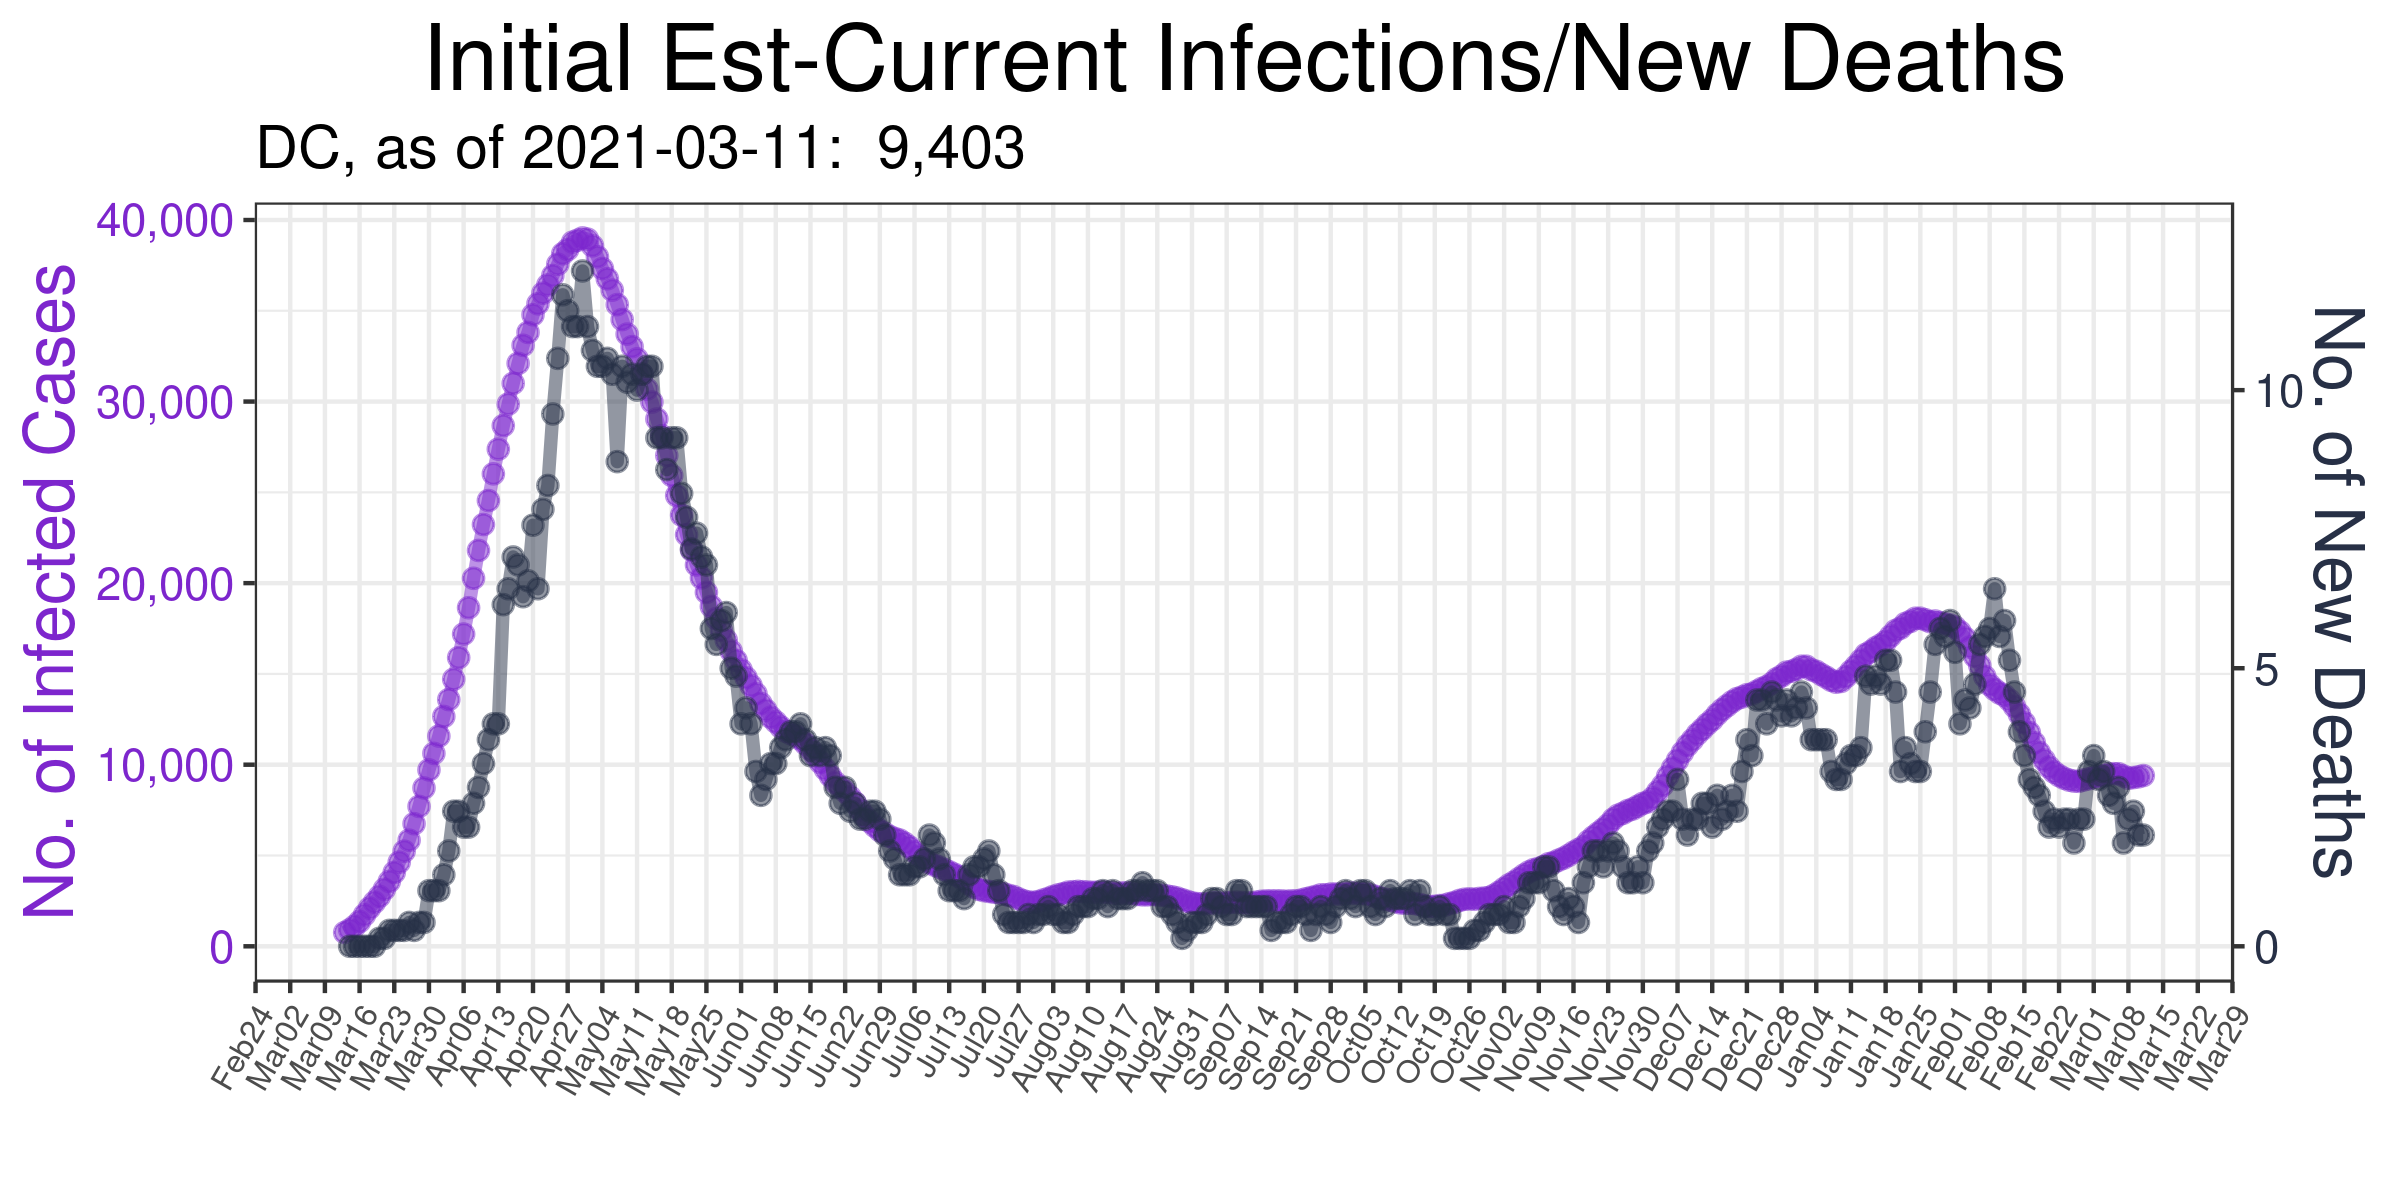 Initial Est-Current Infections/New Deaths
DC, as of 2021-03-11:  9,403
No. of Infected Cases
40,000
30,000
20,000
10,000
0
10
5
0
No. of New Deaths
Feb24
Mar02
Mar09
Mar16
Mar23
Mar30
Apr06
Apr13
Apr20
Apr27
May04
May11
May18
May25
Jun01
Jun08
Jun15
Jun22
Jun29
Jul06
Jul13
Jul20
Jul27
Aug03
Aug10
Aug17
Aug24
Aug31
Sep07
Sep14
Sep21
Sep28
Oct05
Oct12
Oct19
Oct26
Nov02
Nov09
Nov16
Nov23
Nov30
Dec07
Dec14
Dec21
Dec28
Jan04
Jan11
Jan18
Jan25
Feb01
Feb08
Feb15
Feb22
Mar01
Mar08
Mar15
Mar22
Mar29